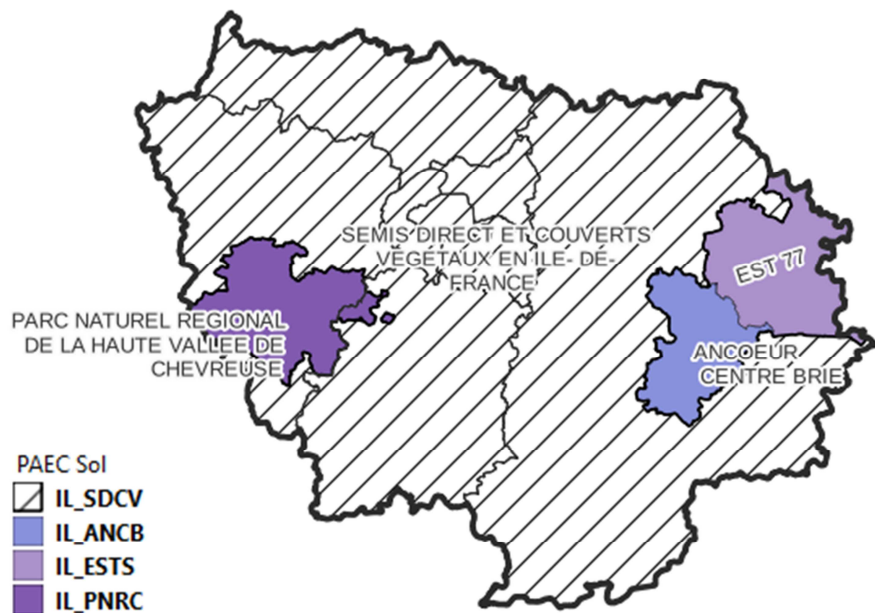 SEMIS DIRECT ET COUVERTS
VEGETAUX EN ILE- DE-
FRANCE
EST 77
PARC NATUREL REGIONAL
DE LA HAUTE VALLEE DE
CHEVREUSE
ANCOEUR
CENTRE BRIE
PAEC Sol
IL_SDCV
IL_ANCB
IL_ESTS
IL_PNRC